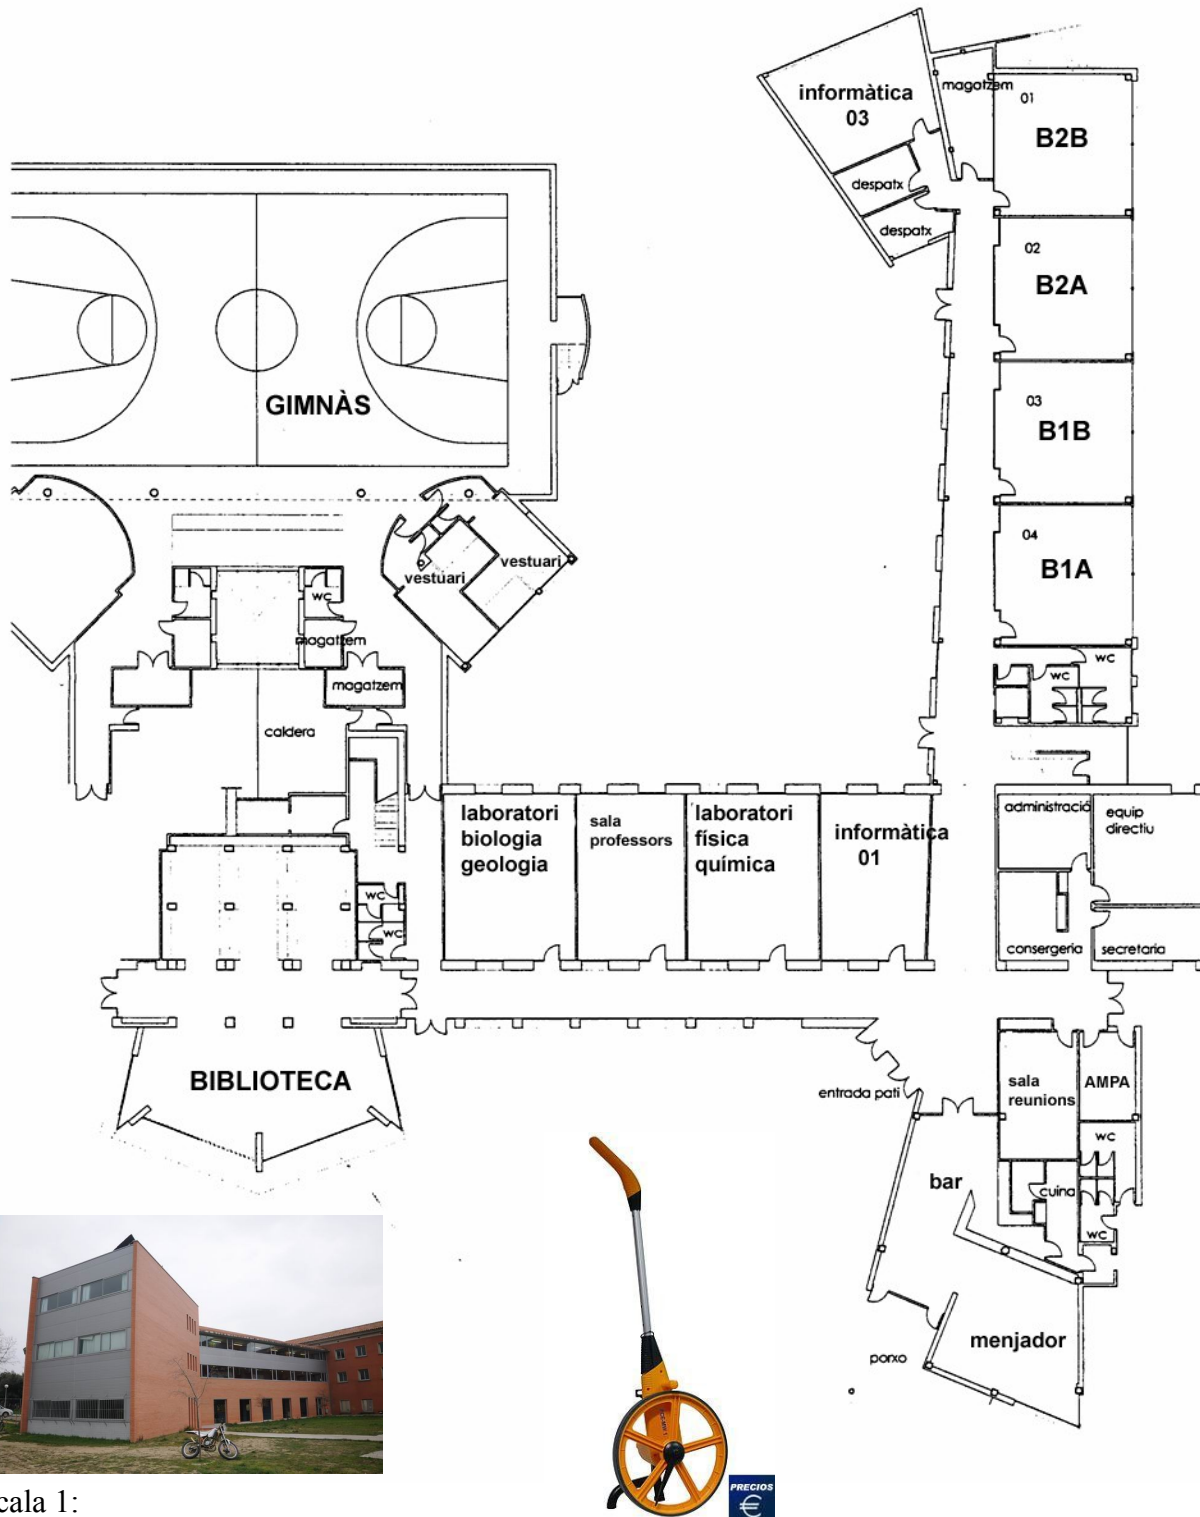 informàtica
03
magatzem
01
B2B
despatx
despatx
02
B2A
GIMNÀS
03
B1B
04
B1A
vestuari
vestuari
wc
magatzem
magatzem
caldera
wc
wc
laboratori
biologia
geologia
sala
professors
laboratori
física
química
informàtica
01
administració
equip
directiu
consergeria
secretaria
wc
wc
BIBLIOTECA
entrada pati
sala
reunions
AMPA
wc
bar
cuina
wc
menjador
porxo
PRECIOS
€
cala 1: